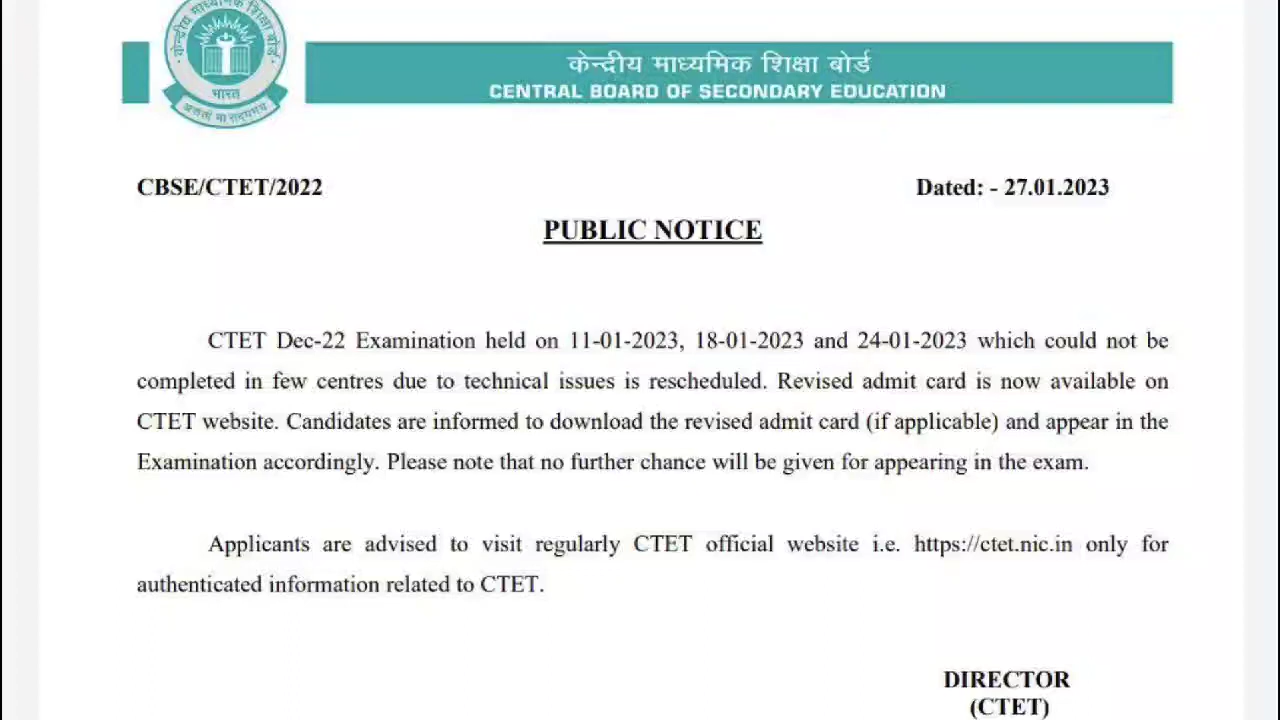 केन्द्रीय माध्यमिक शिक्षा बोर्ड
भारत
असतो मा सद्गमय
केन्द्रीय माध्यमिक शिक्षा बोर्ड
CENTRAL BOARD OF SECONDARY EDUCATION
CBSE/CTET/2022 Dated: - 27.01.2023
PUBLIC NOTICE
CTET Dec-22 Examination held on 11-01-2023, 18-01-2023 and 24-01-2023 which could not be
completed in few centres due to technical issues is rescheduled. Revised admit card is now available on
CTET website. Candidates are informed to download the revised admit card (if applicable) and appear in the
Examination accordingly. Please note that no further chance will be given for appearing in the exam.
Applicants are advised to visit regularly CTET official website i.e. https://ctet.nic.in only for
authenticated information related to CTET.
DIRECTOR
(CTET)